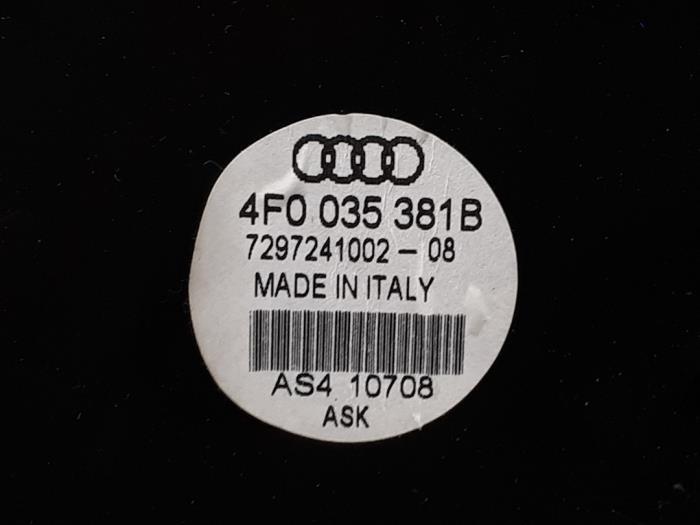 4F0 035 381B
7297241002 - 08
MADE IN ITALY
AS4 10708
ASK